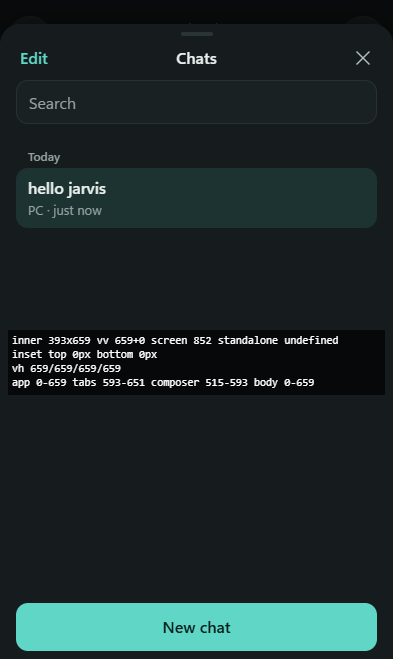 Edit
Chats
Search
Today
hello jarvis
PC · just now
inner 393x659 vv 659+0 screen 852 standalone undefined
inset top 0px bottom 0px
vh 659/659/659/659
app 0-659 tabs 593-651 composer 515-593 body 0-659
New chat